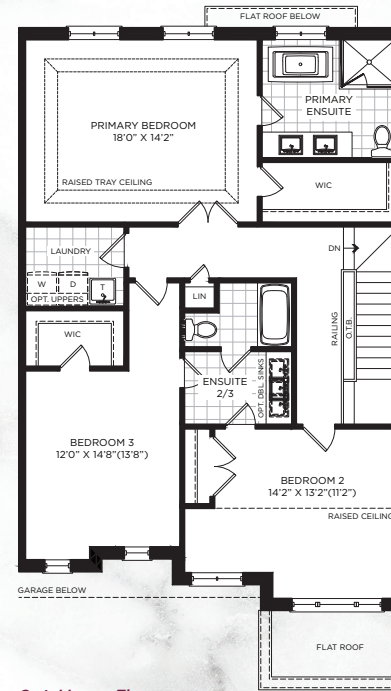 FLAT ROOF BELOW
PRIMARY
ENSUITE
PRIMARY BEDROOM
18'0" X 14'2"
RAISED TRAY CEILING
WIC
LAUNDRY
DN
W D T
OPT. UPPERS
LIN
RAILING
O.T.B.
WIC
ENSUITE
2/3
OPT. DBL. SINKS
BEDROOM 3
12'0" X 14'8"(13'8")
BEDROOM 2
14'2" X 13'2"(11'2")
RAISED CEILING
GARAGE BELOW
FLAT ROOF